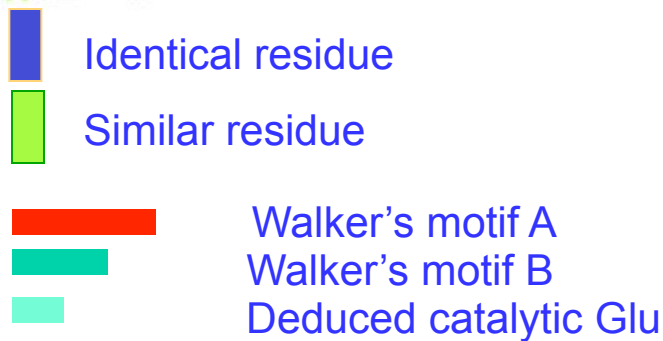 Identical residue
Similar residue
Walker’s motif A
Walker’s motif B
Deduced catalytic Glu